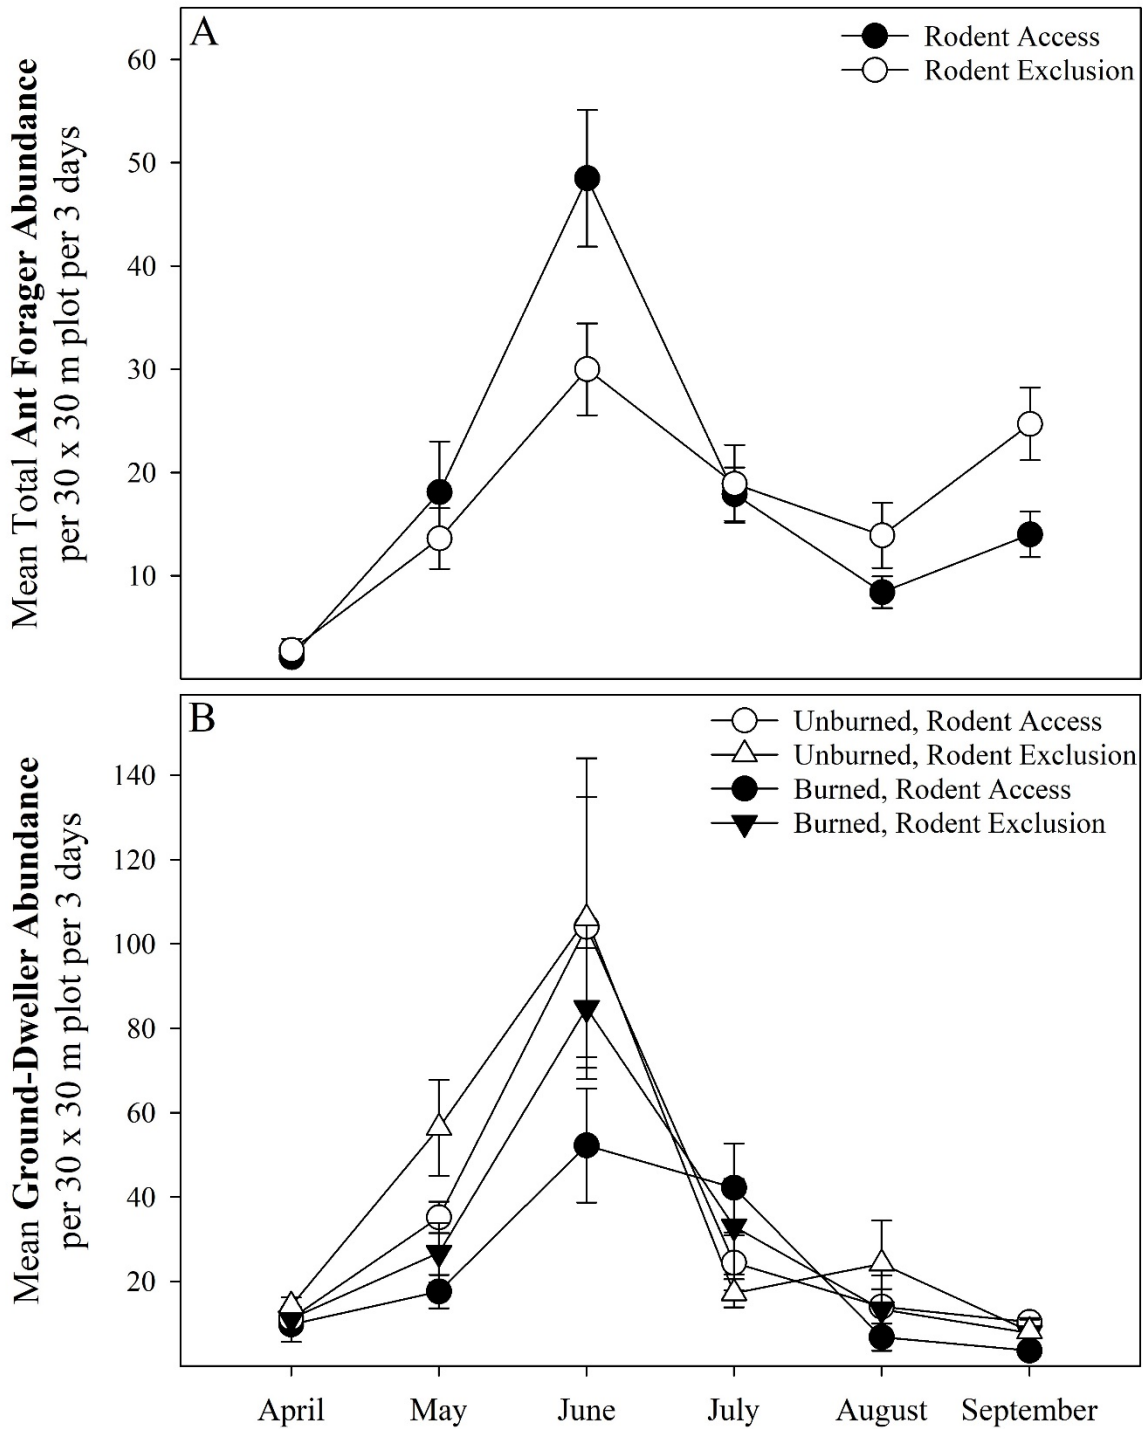 A
Rodent Access
Rodent Exclusion
Mean Total Ant Forager Abundance
per 30 x 30 m plot per 3 days
60
50
40
30
20
10
B
Unburned, Rodent Access
Unburned, Rodent Exclusion
Burned, Rodent Access
Burned, Rodent Exclusion
Mean Ground-Dweller Abundance
per 30 x 30 m plot per 3 days
140
120
100
80
60
40
20
April May June July August September